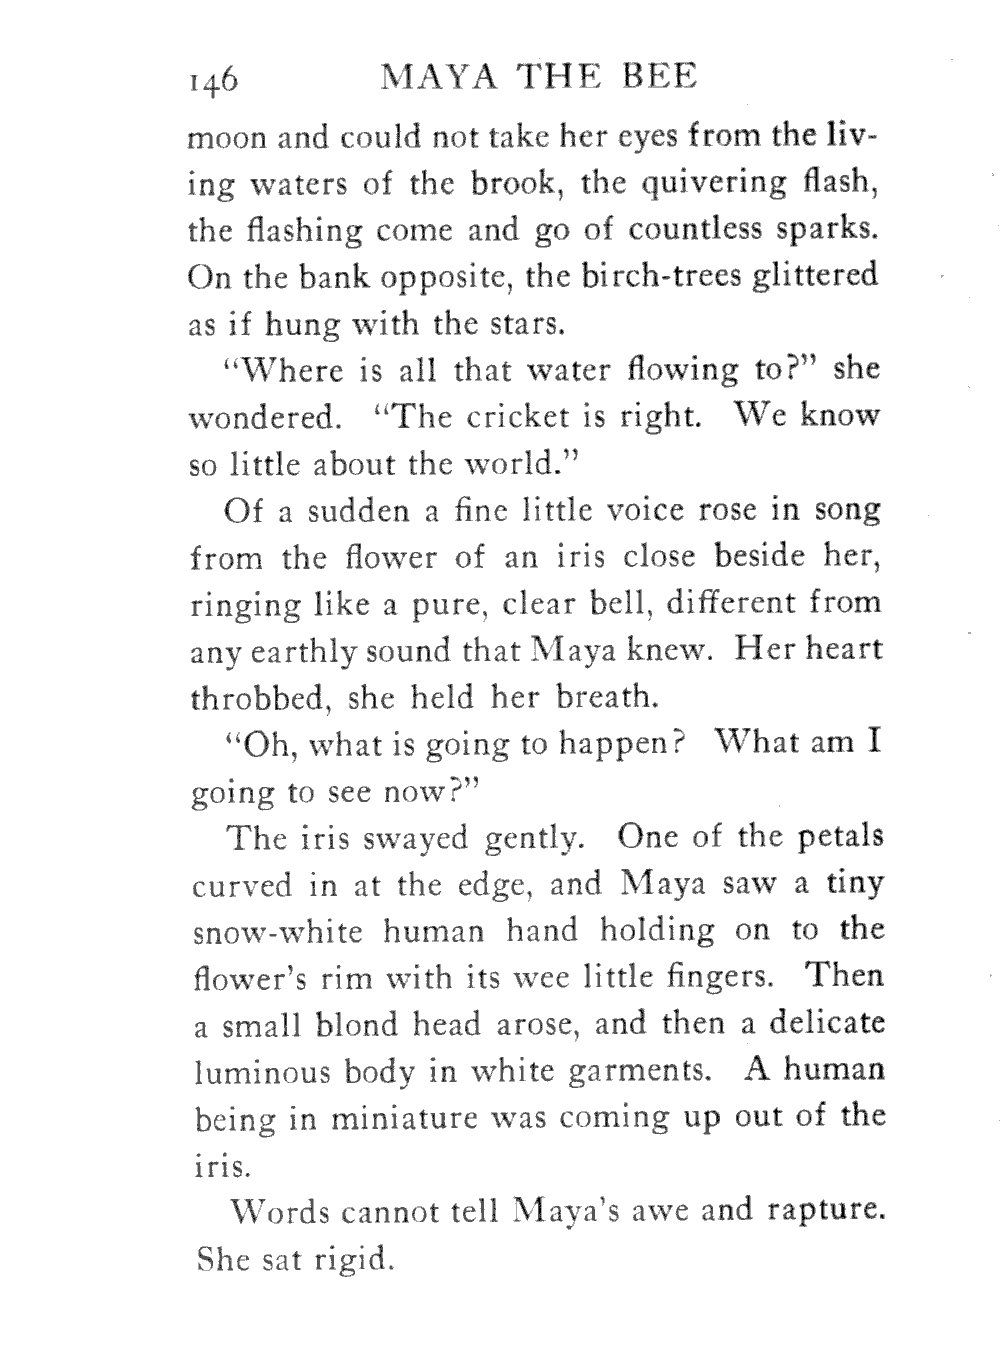 146 MAYA THE BEE
moon and could not take her eyes from the liv-
ing waters of the brook, the quivering flash,
the flashing come and go of countless sparks.
On the bank opposite, the birch-trees glittered
as if hung with the stars.
“Where is all that water flowing to?” she
wondered. “The cricket is right. We know
so little about the world.”
Of a sudden a fine little voice rose in song
from the flower of an iris close beside her,
ringing like a pure, clear bell, different from
any earthly sound that Maya knew. Her heart
throbbed, she held her breath.
“Oh, what is going to happen? What am I
going to see now?”
The iris swayed gently. One of the petals
curved in at the edge, and Maya saw a tiny
snow-white human hand holding on to the
flower’s rim with its wee little fingers. Then
a small blond head arose, and then a delicate
luminous body in white garments. A human
being in miniature was coming up out of the
iris.
Words cannot tell Maya’s awe and rapture.
She sat rigid.